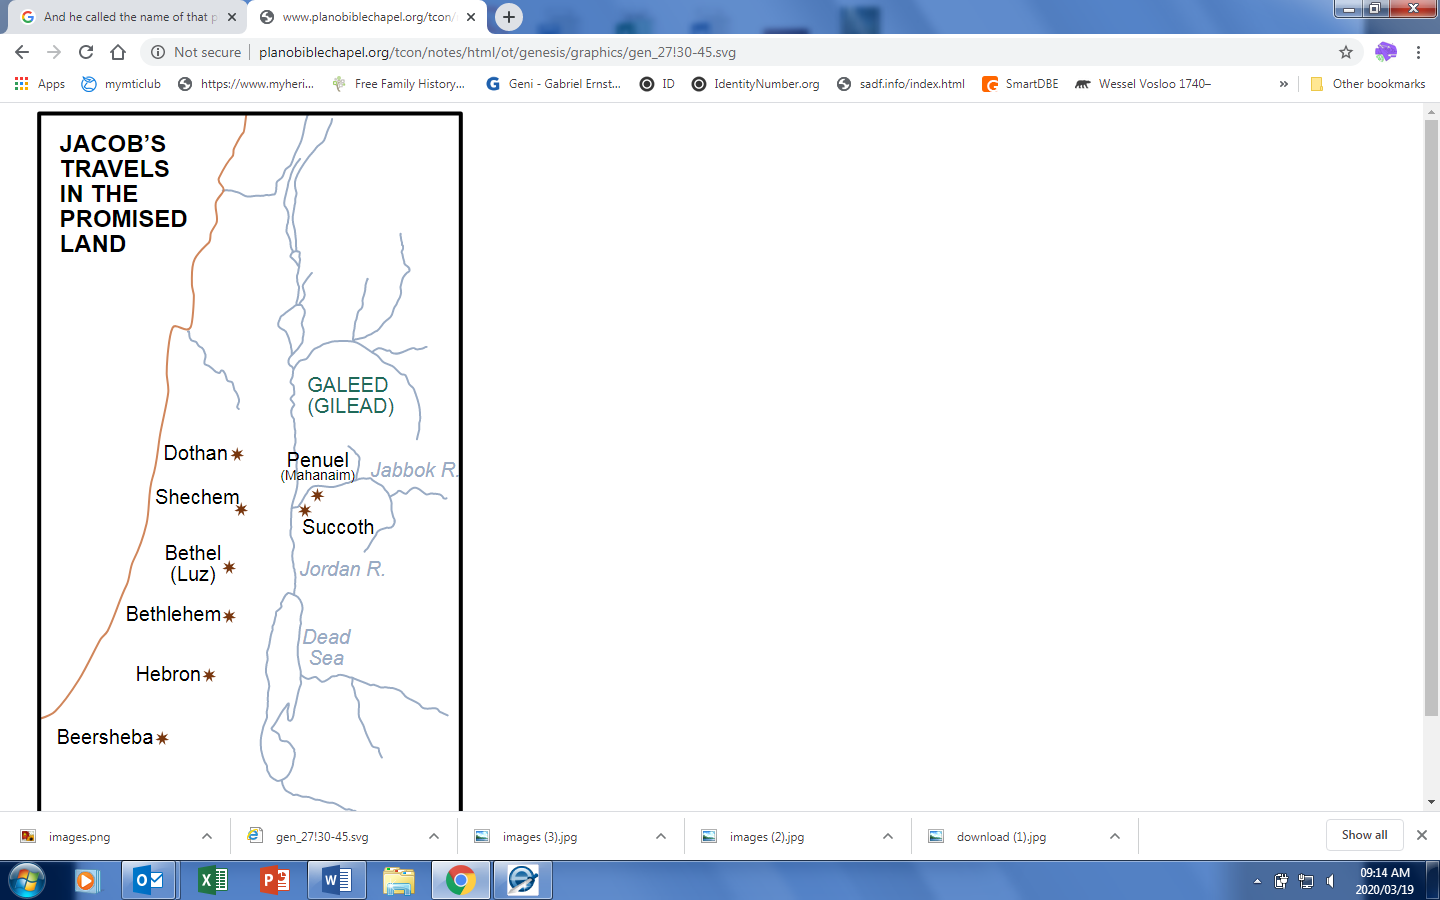 And he called the name of that p
www.planobiblechapel.org/tcon/
Not secure
planobiblechapel.org/tcon/notes/html/ot/genesis/graphics/gen_27!30-45.svg
Apps
mymticlub
https://www.myheri...
Free Family History...
Geni - Gabriel Ernst...
ID
IdentityNumber.org
sadf.info/index.html
SmartDBE
Wessel Vosloo 1740–
»
Other bookmarks
JACOB'S
TRAVELS
IN THE
PROMISED
LAND
GALEED
(GILEAD)
Dothan
Penuel
(Mahanaim)
Jabbok R.
Shechem
Succoth
Bethel
(Luz)
Jordan R.
Bethlehem
Dead
Sea
Hebron
Beersheba
images.png
gen_27!30-45.svg
images (3).jpg
images (2).jpg
download (1).jpg
Show all
09:14 AM
2020/03/19